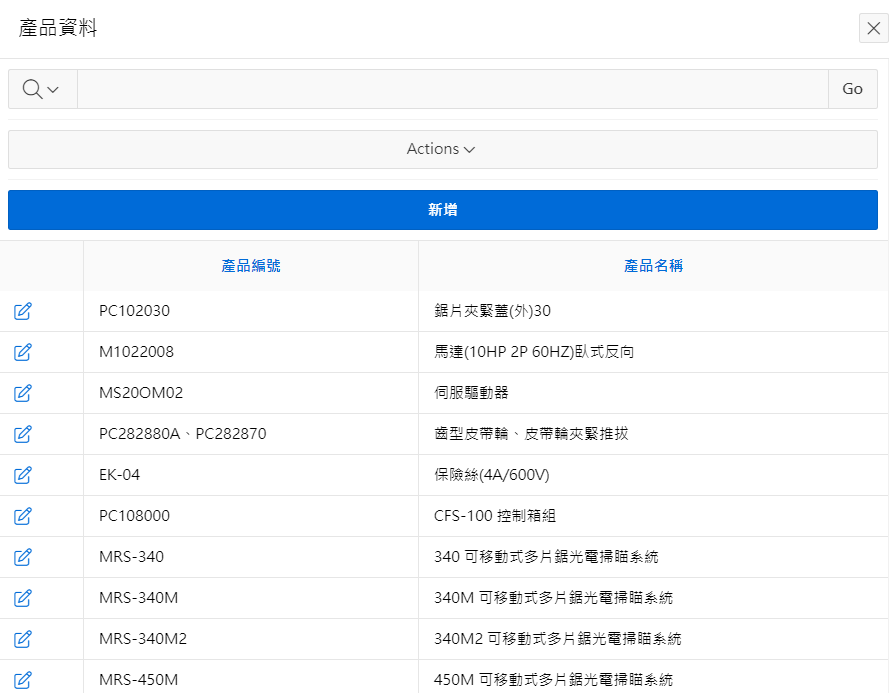 產品資料
Go
Actions
新增
產品編號 產品名稱
PC102030 鋸片夾緊蓋(外)30
M1022008 馬達(10HP 2P 60HZ)臥式反向
MS20OM02 伺服驅動器
PC282880A、PC282870 齒型皮帶輪、皮帶輪夾緊推拔
EK-04 保險絲(4A/600V)
PC108000 CFS-100 控制箱組
MRS-340 340 可移動式多片鋸光電掃瞄系統
MRS-340M 340M 可移動式多片鋸光電掃瞄系統
MRS-340M2 340M2 可移動式多片鋸光電掃瞄系統
MRS-450M 450M 可移動式多片鋸光電掃瞄系統